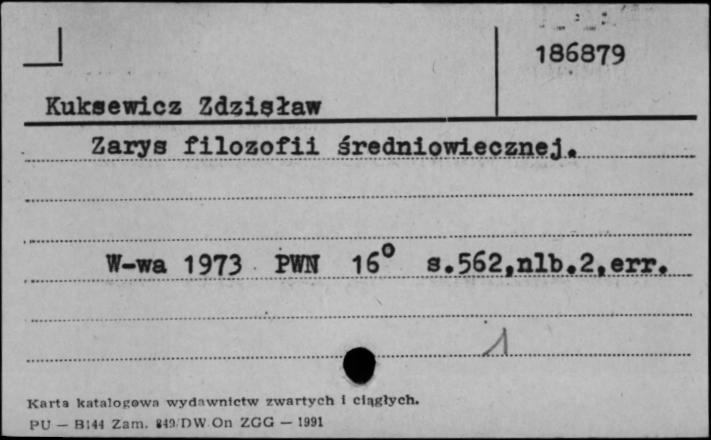 186879
Kuksewicz Zdzisław
Zarys filozofii średniowiecznej.
W-wa 1973 PWN 16° s.562,nlb.2,err.
1
Karta katalogowa wydawnictw zwartych i ciągłych.
PU — B144 Zam. 849/DW.On ZGG — 1991